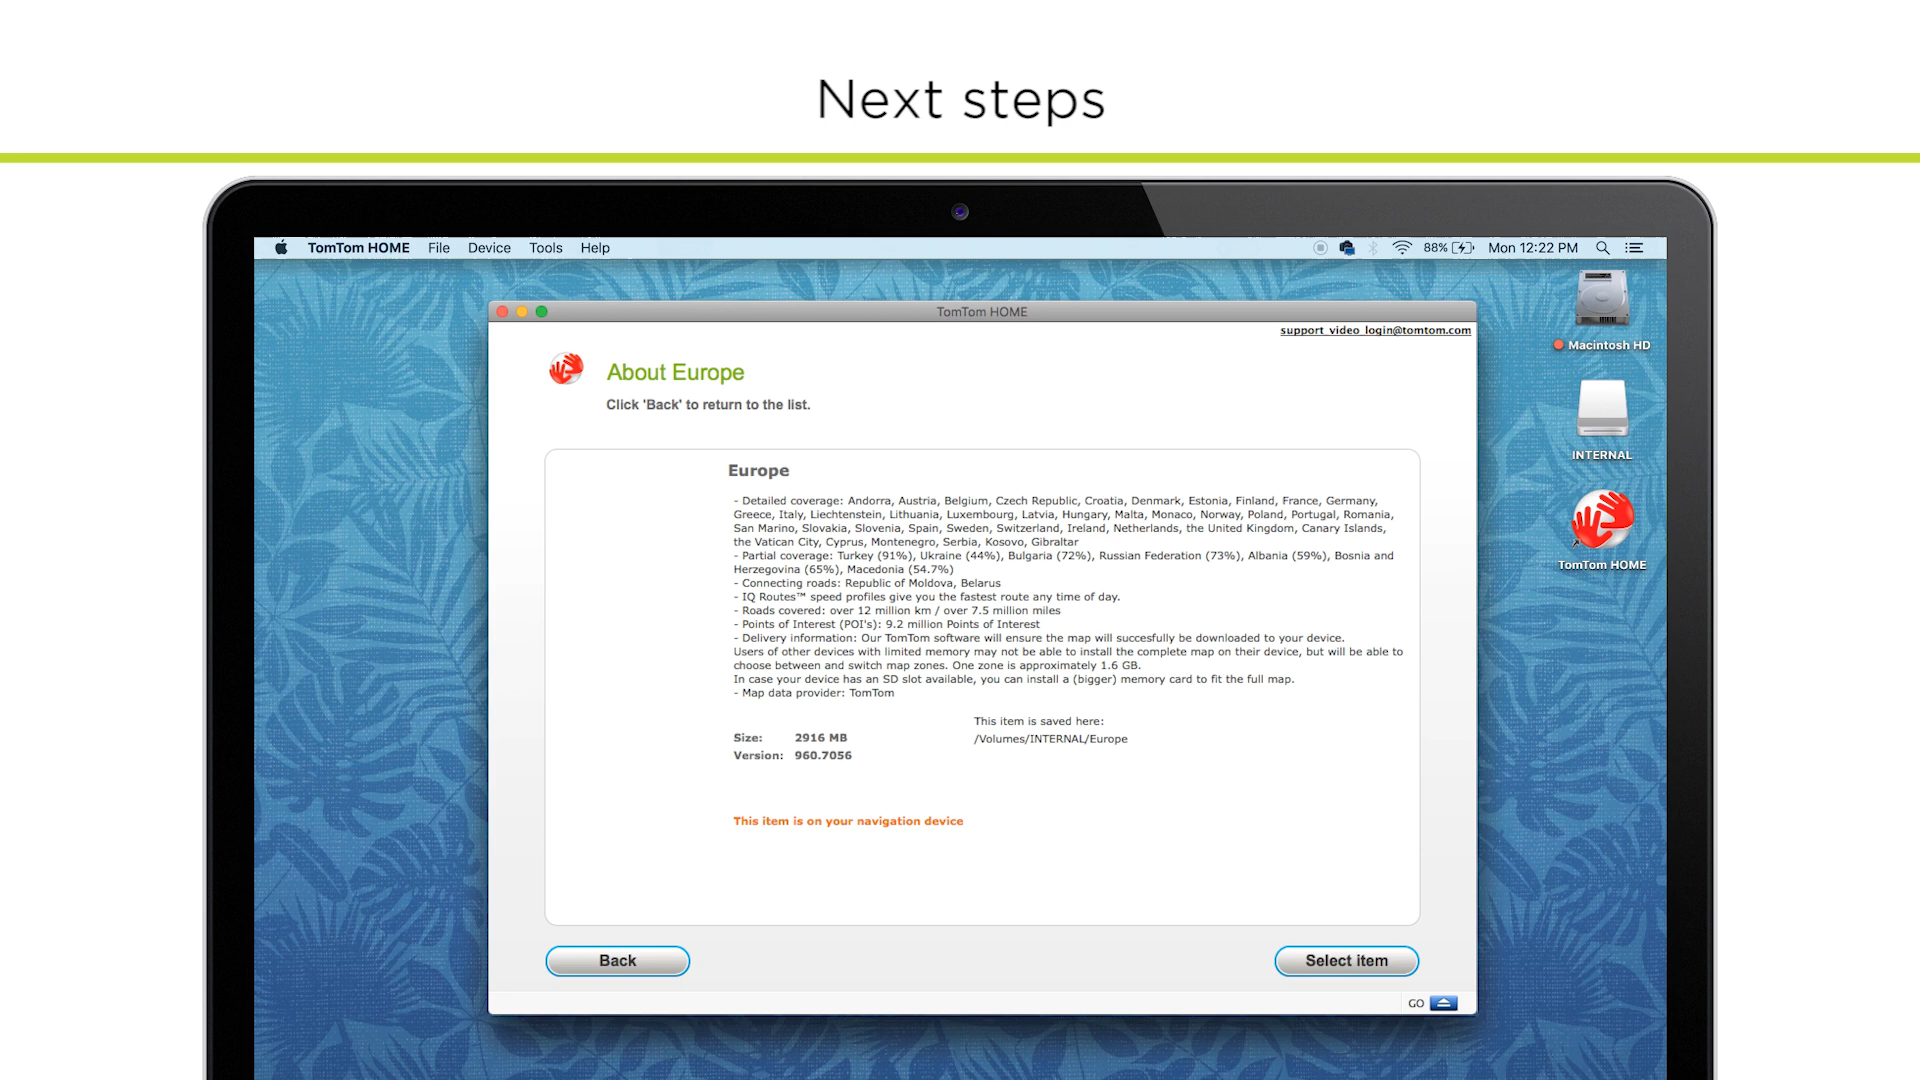 Next steps
TomTom HOME File Device Tools Help 88% Mon 12:22 PM
TomTom HOME
support_video_login@tomtom.com
Macintosh HD
INTERNAL
TomTom HOME
About Europe
Click 'Back' to return to the list.
Europe
- Detailed coverage: Andorra, Austria, Belgium, Czech Republic, Croatia, Denmark, Estonia, Finland, France, Germany,
Greece, Italy, Liechtenstein, Lithuania, Luxembourg, Latvia, Hungary, Malta, Monaco, Norway, Poland, Portugal, Romania,
San Marino, Slovakia, Slovenia, Spain, Sweden, Switzerland, Ireland, Netherlands, the United Kingdom, Canary Islands,
the Vatican City, Cyprus, Montenegro, Serbia, Kosovo, Gibraltar
- Partial coverage: Turkey (91%), Ukraine (44%), Bulgaria (72%), Russian Federation (73%), Albania (59%), Bosnia and
Herzegovina (65%), Macedonia (54.7%)
- Connecting roads: Republic of Moldova, Belarus
- IQ Routes™ speed profiles give you the fastest route any time of day.
- Roads covered: over 12 million km / over 7.5 million miles
- Points of Interest (POI's): 9.2 million Points of Interest
- Delivery information: Our TomTom software will ensure the map will succesfully be downloaded to your device.
Users of other devices with limited memory may not be able to install the complete map on their device, but will be able to
choose between and switch map zones. One zone is approximately 1.6 GB.
In case your device has an SD slot available, you can install a (bigger) memory card to fit the full map.
- Map data provider: TomTom
Size: 2916 MB
Version: 960.7056
This item is saved here:
/Volumes/INTERNAL/Europe
This item is on your navigation device
Back
Select item
GO